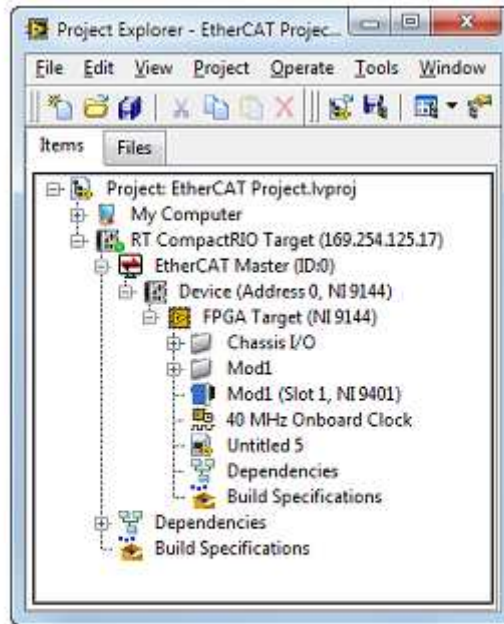 Project Explorer - EtherCAT Projec...
File Edit View Project Operate Tools Window
Items Files
Project: EtherCAT Project.lvproj
My Computer
RT CompactRIO Target (169.254.125.17)
EtherCAT Master (ID:0)
Device (Address 0, NI 9144)
FPGA Target (NI 9144)
Chassis I/O
Mod1
Mod1 (Slot 1, NI 9401)
40 MHz Onboard Clock
Untitled 5
Dependencies
Build Specifications
Dependencies
Build Specifications